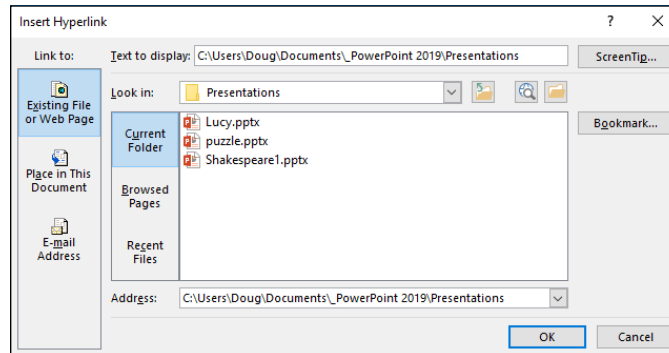 Insert Hyperlink ? X
Link to:
Text to display: C:\Users\Doug\Documents\_PowerPoint 2019\Presentations
ScreenTip...
Existing File
or Web Page
Place in This
Document
E-mail
Address
Look in: Presentations
Current
Folder
Browsed
Pages
Recent
Files
Lucy.pptx
puzzle.pptx
Shakespeare1.pptx
Bookmark...
Address: C:\Users\Doug\Documents\_PowerPoint 2019\Presentations
OK Cancel